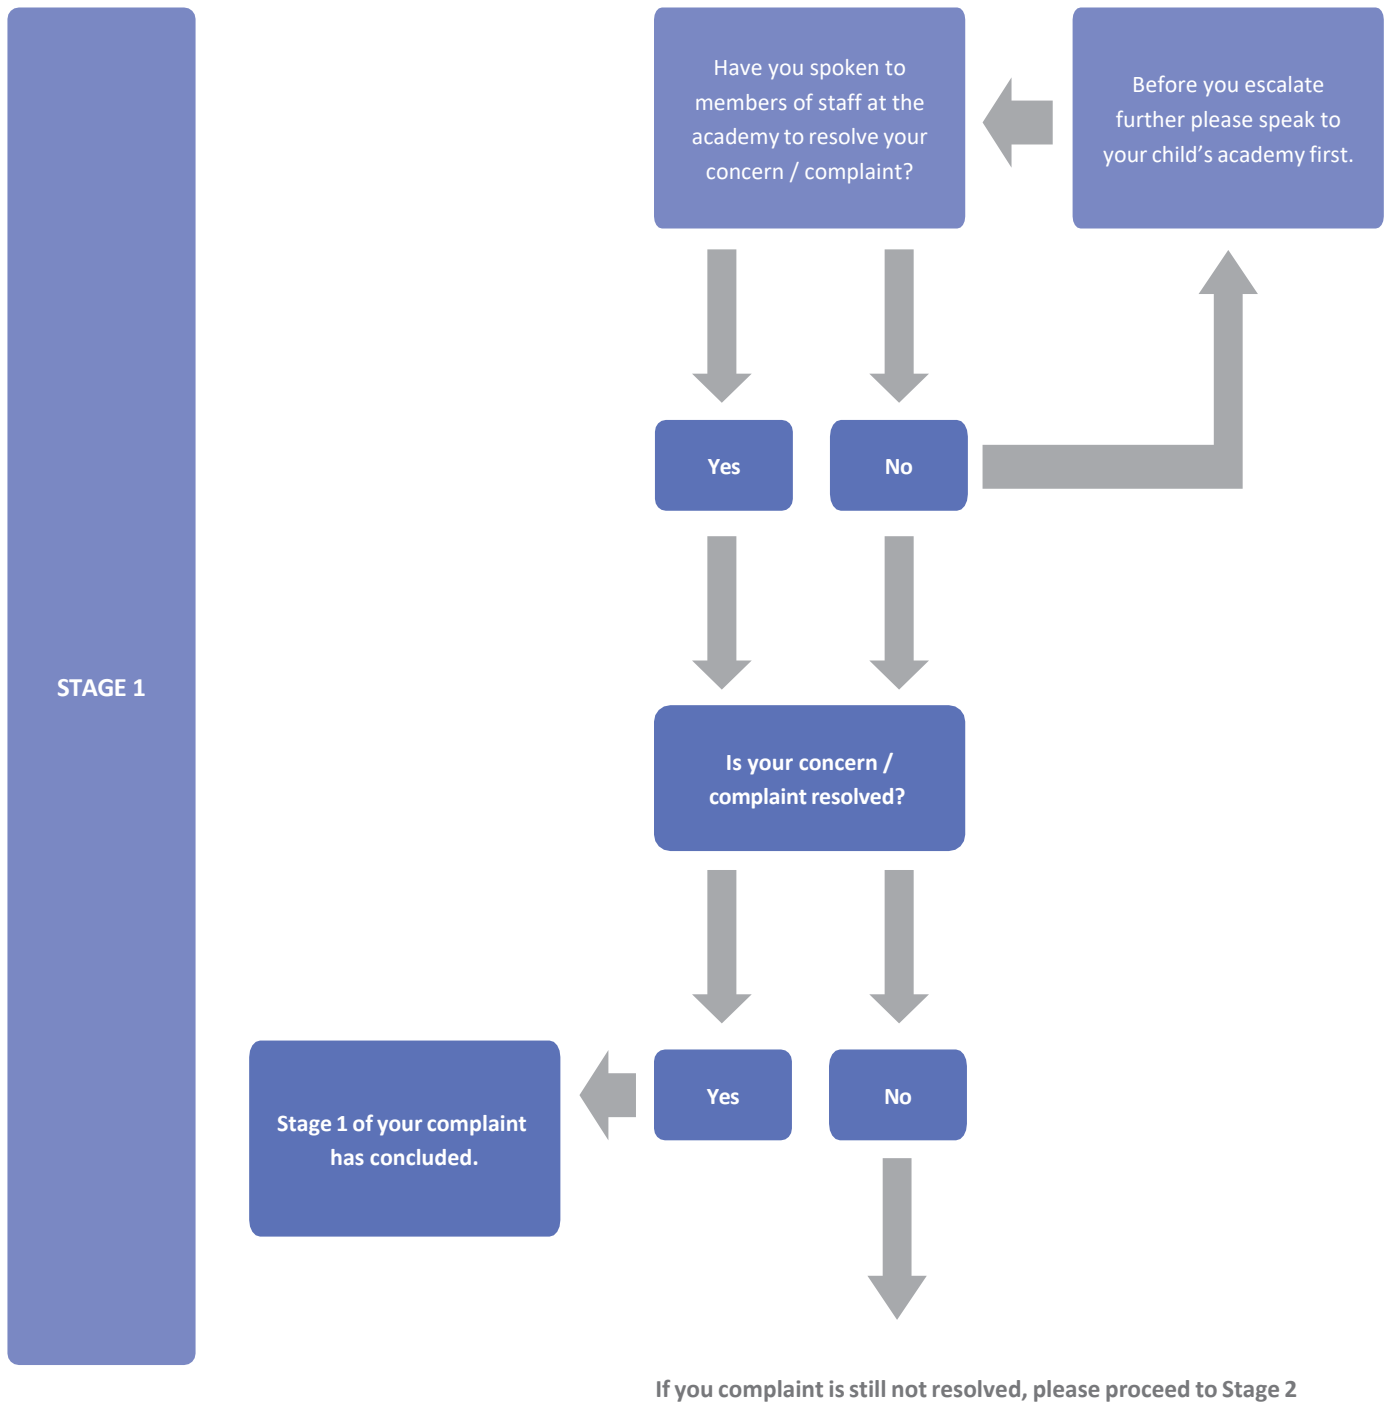 Have you spoken to
members of staff at the
academy to resolve your
concern / complaint?
Before you escalate
further please speak to
your child’s academy first.
Yes
No
STAGE 1
Is your concern /
complaint resolved?
Yes
No
Stage 1 of your complaint
has concluded.
If you complaint is still not resolved, please proceed to Stage 2